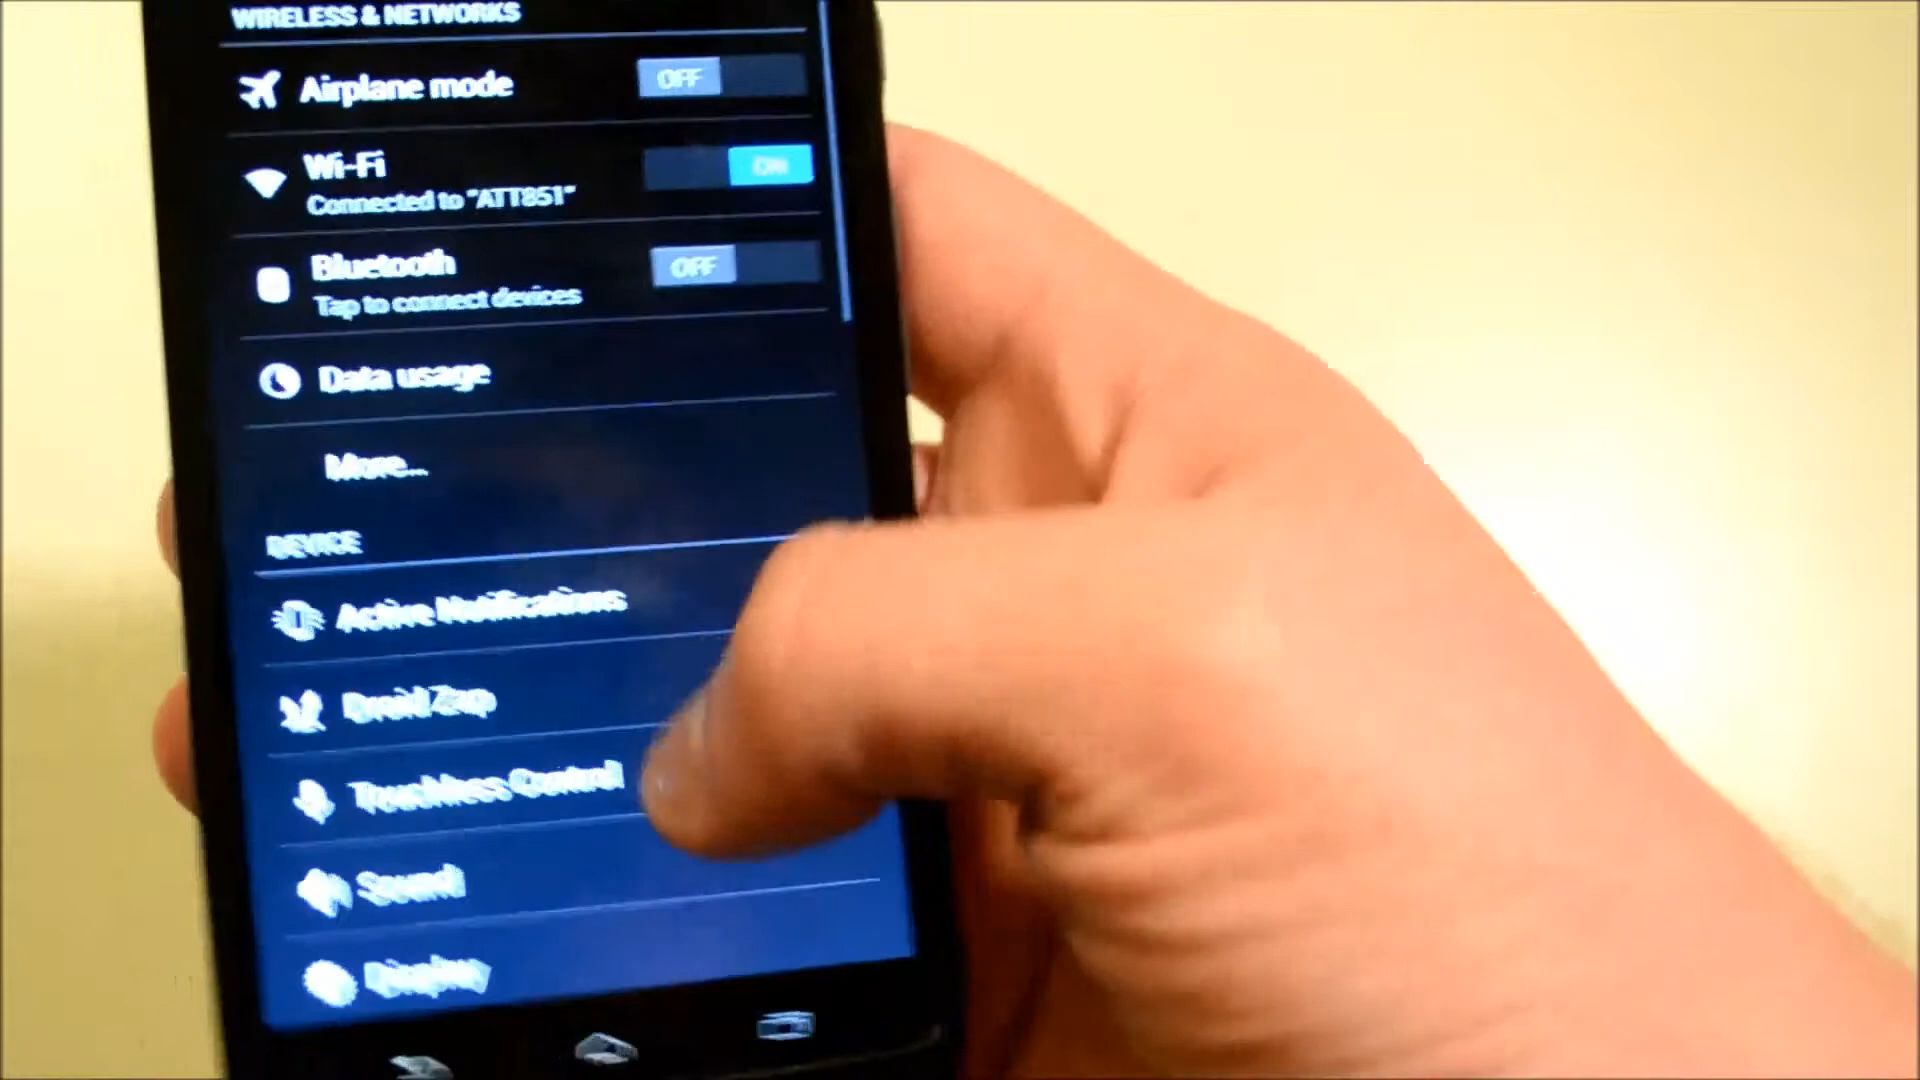 WIRELESS & NETWORKS
Airplane mode
OFF
Wi-Fi
ON
Connected to "ATT851"
Bluetooth
OFF
Tap to connect devices
Data usage
More...
DEVICE
Active Notifications
Droid Zap
Touchless Control
Sound
Display